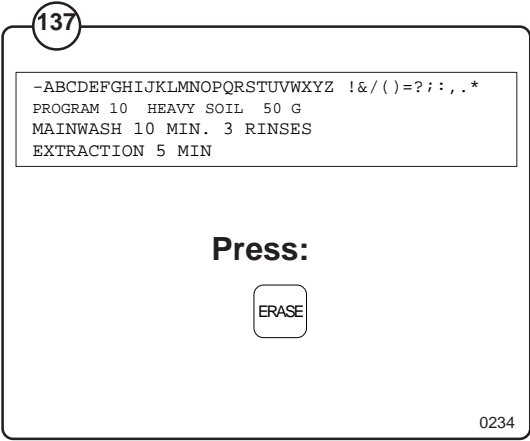 137
-ABCDEFGHIJKLMNOPQRSTUVWXYZ !&/()=?;:,.*
PROGRAM 10 HEAVY SOIL 50 G
MAINWASH 10 MIN. 3 RINSES
EXTRACTION 5 MIN
Press:
ERASE
0234